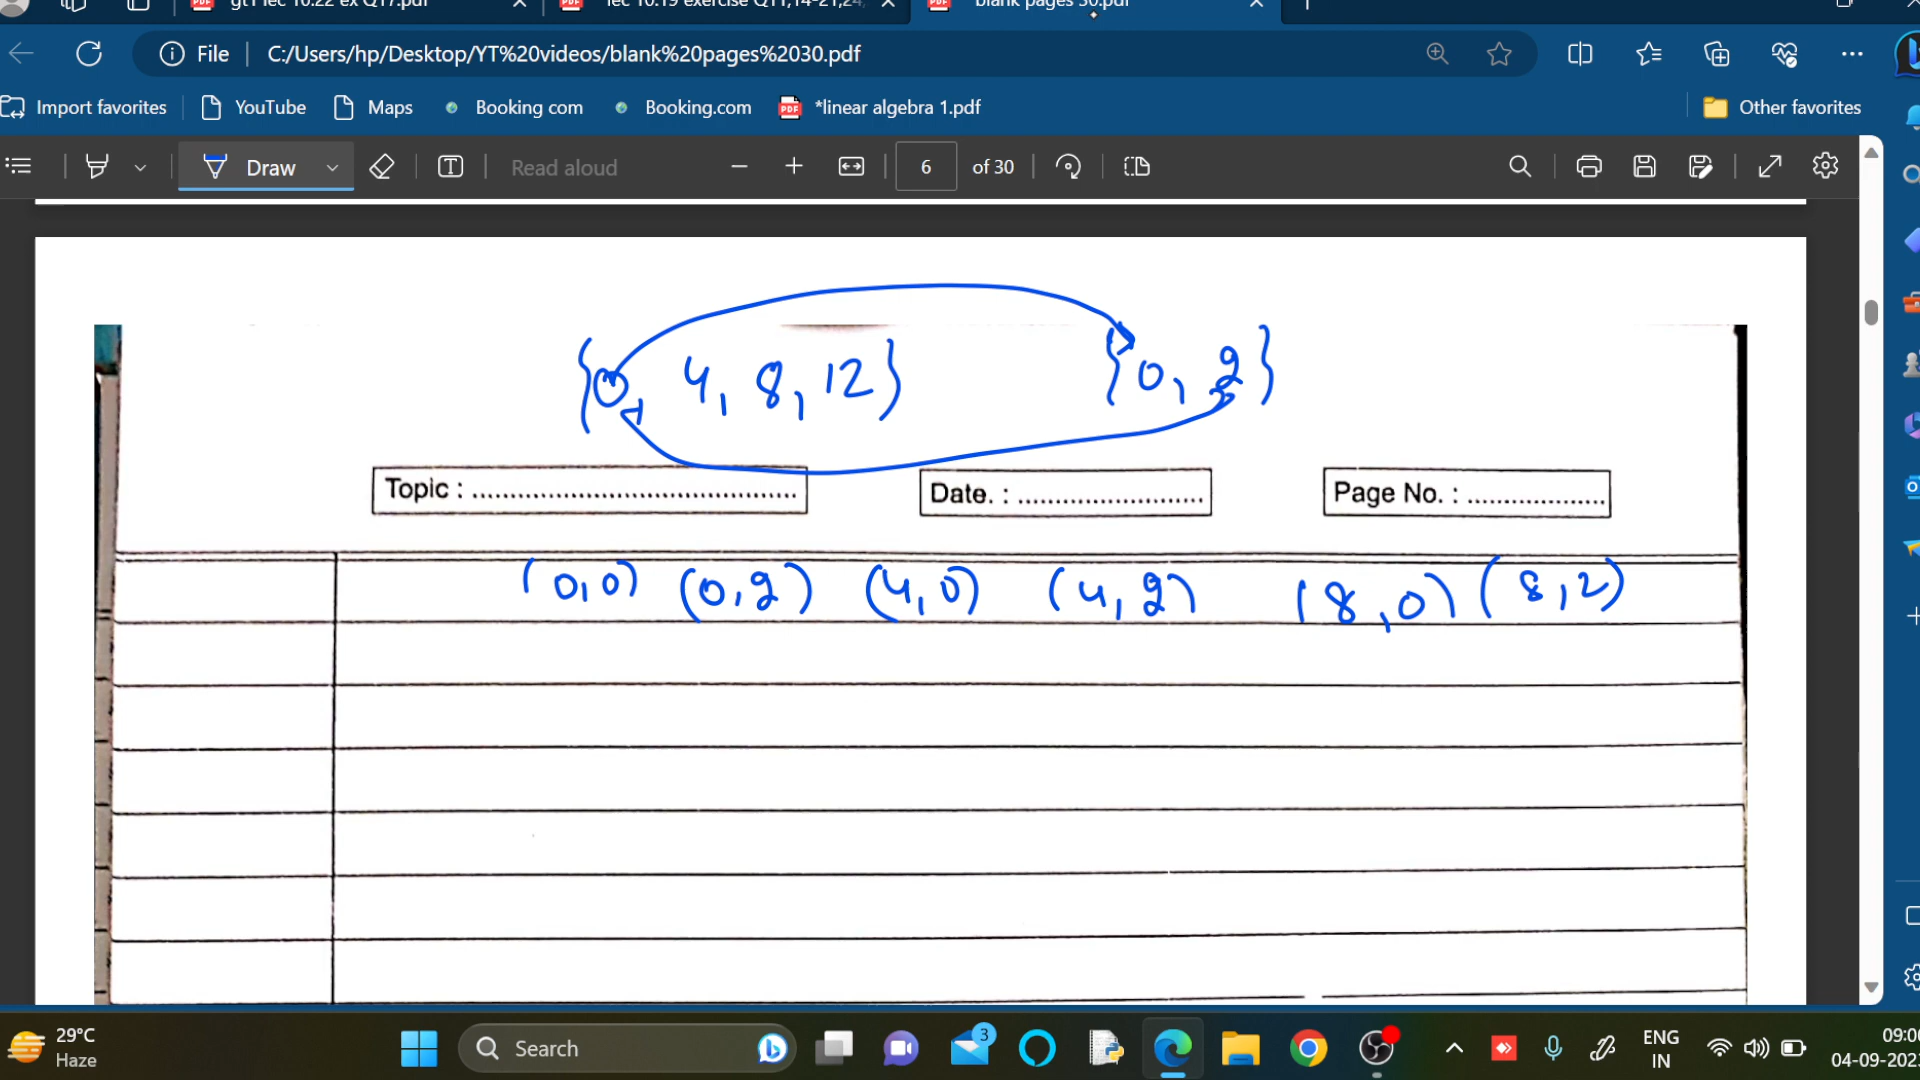 gt1 lec 10.22 ex Q17.pdf
lec 10.19 exercise Q11,14-21,24,
blank pages 30.pdf
File C:/Users/hp/Desktop/YT%20videos/blank%20pages%2030.pdf
Import favorites YouTube Maps Booking com Booking.com *linear algebra 1.pdf Other favorites
Draw Read aloud 6 of 30
{0, 4, 8, 12} {0, 2}
Topic : ........................................ Date. : ....................... Page No. : ..................
(0,0) (0,2) (4,0) (4,2) (8,0) (8,2)
29°C
Haze
Search
3
ENG
IN
09:00
04-09-202